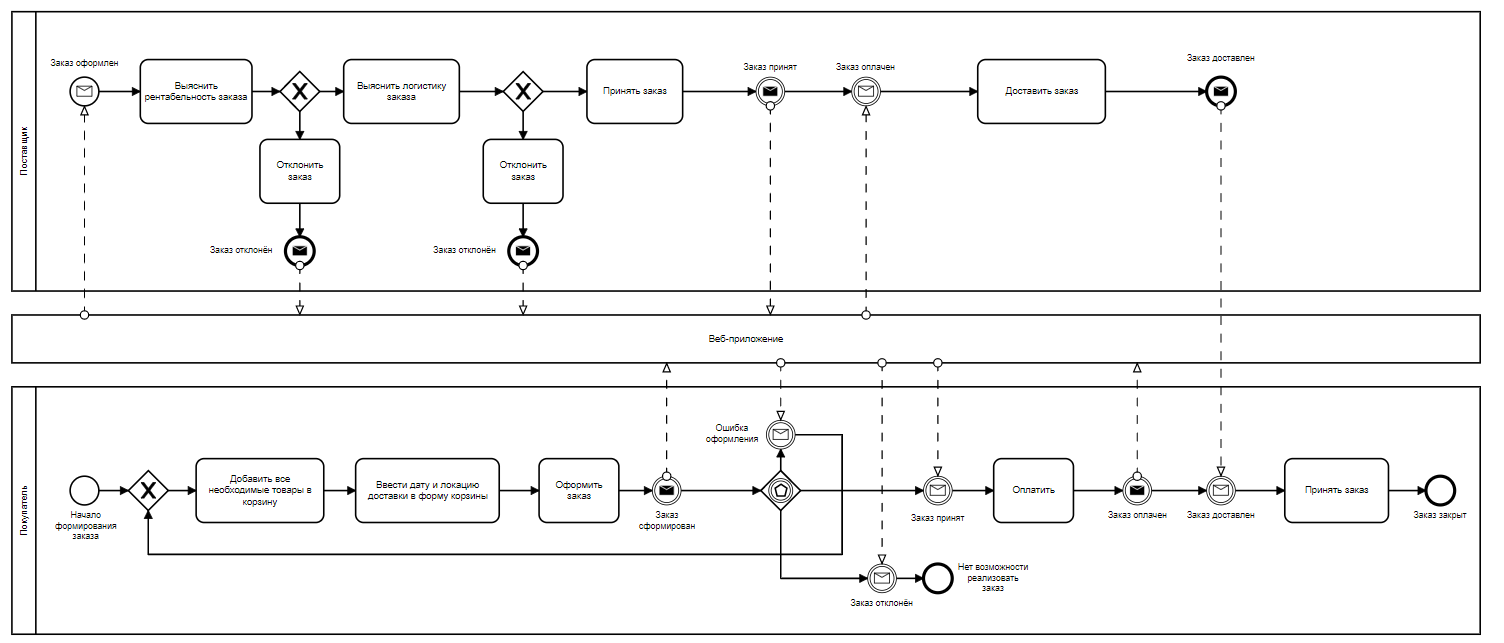 Поставщик
Заказ оформлен
Выяснить
рентабельность заказа
Выяснить логистику
заказа
Принять заказ
Заказ принят
Заказ оплачен
Доставить заказ
Заказ доставлен
Отклонить
заказ
Отклонить
заказ
Заказ отклонён
Заказ отклонён
Веб-приложение
Покупатель
Начало
формирования
заказа
Добавить все
необходимые товары в
корзину
Ввести дату и локацию
доставки в форму корзины
Оформить
заказ
Заказ
сформирован
Ошибка
оформления
Заказ принят
Оплатить
Заказ оплачен
Заказ доставлен
Принять заказ
Заказ закрыт
Заказ отклонён
Нет возможности
реализовать
заказ